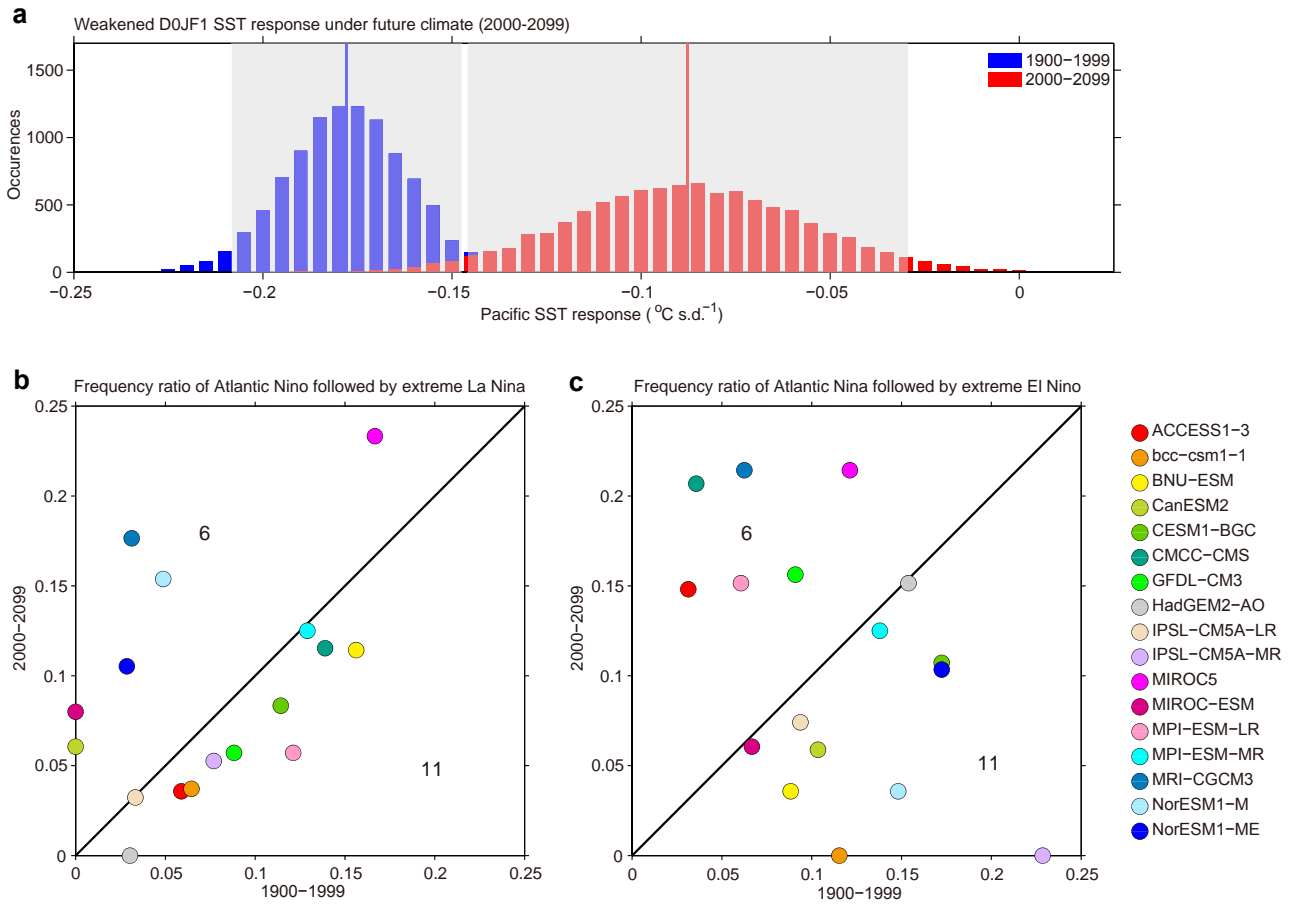 a
Weakened D0JF1 SST response under future climate (2000-2099)
1900−1999
2000−2099
Occurences
1500
1000
500
0
−0.25
−0.2
−0.15
−0.1
−0.05
0
Pacific SST response ( °C s.d.⁻¹)
b
Frequency ratio of Atlantic Nino followed by extreme La Nina
2000−2099
0.25
0.2
0.15
0.1
0.05
0
6
11
0
0.05
0.1
0.15
0.2
0.25
1900−1999
c
Frequency ratio of Atlantic Nina followed by extreme El Nino
2000−2099
0.25
0.2
0.15
0.1
0.05
0
6
11
0
0.05
0.1
0.15
0.2
0.25
1900−1999
ACCESS1−3
bcc−csm1−1
BNU−ESM
CanESM2
CESM1−BGC
CMCC−CMS
GFDL−CM3
HadGEM2−AO
IPSL−CM5A−LR
IPSL−CM5A−MR
MIROC5
MIROC−ESM
MPI−ESM−LR
MPI−ESM−MR
MRI−CGCM3
NorESM1−M
NorESM1−ME